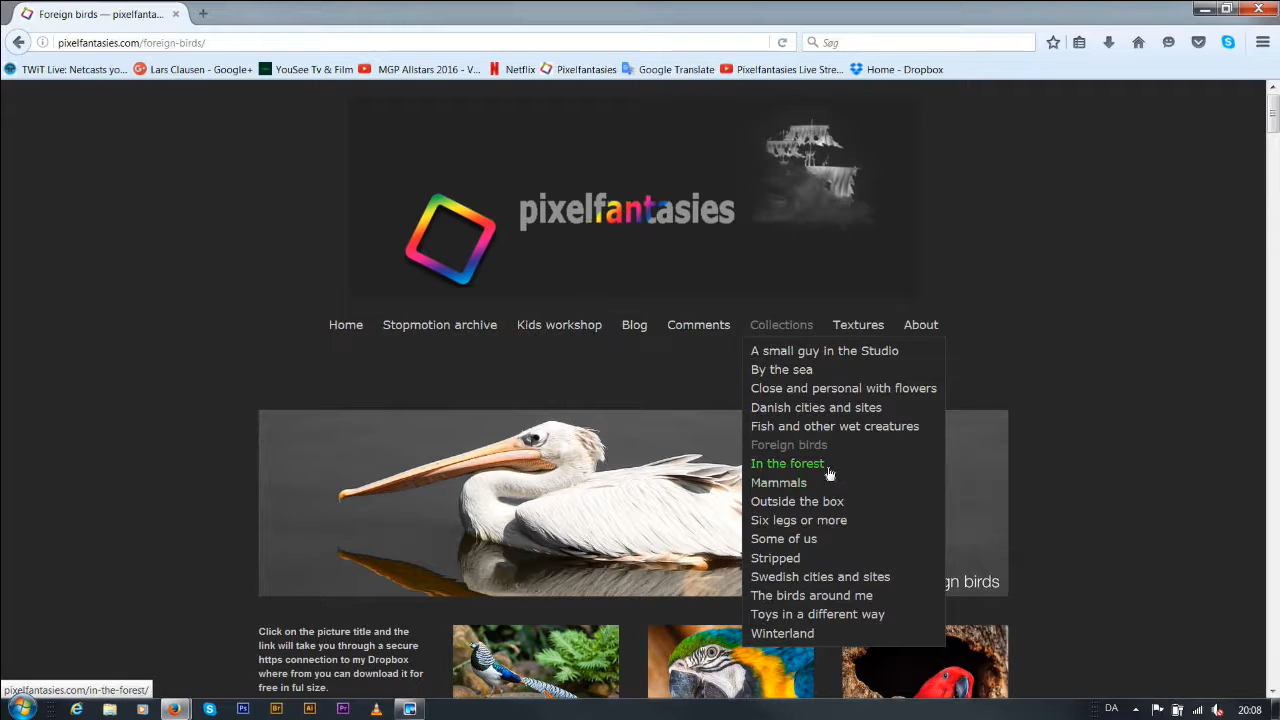 Foreign birds — pixelfanta...
pixelfantasies.com/foreign-birds/
Søg
TWiT Live: Netcasts yo...
Lars Clausen - Google+
YouSee Tv & Film
MGP Allstars 2016 - V...
Netflix
Pixelfantasies
Google Translate
Pixelfantasies Live Stre...
Home - Dropbox
pixelfantasies
Home
Stopmotion archive
Kids workshop
Blog
Comments
Collections
Textures
About
A small guy in the Studio
By the sea
Close and personal with flowers
Danish cities and sites
Fish and other wet creatures
Foreign birds
In the forest
Mammals
Outside the box
Six legs or more
Some of us
Stripped
Swedish cities and sites
The birds around me
Toys in a different way
Winterland
gn birds
Click on the picture title and the
link will take you through a secure
https connection to my Dropbox
where from you can download it for
free in ful size.
pixelfantasies.com/in-the-forest/
Ps
Br
Ai
Pr
DA
20:08